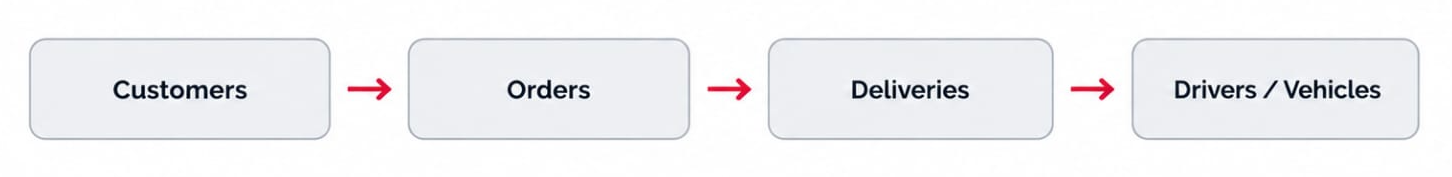 Customers
Orders
Deliveries
Drivers / Vehicles